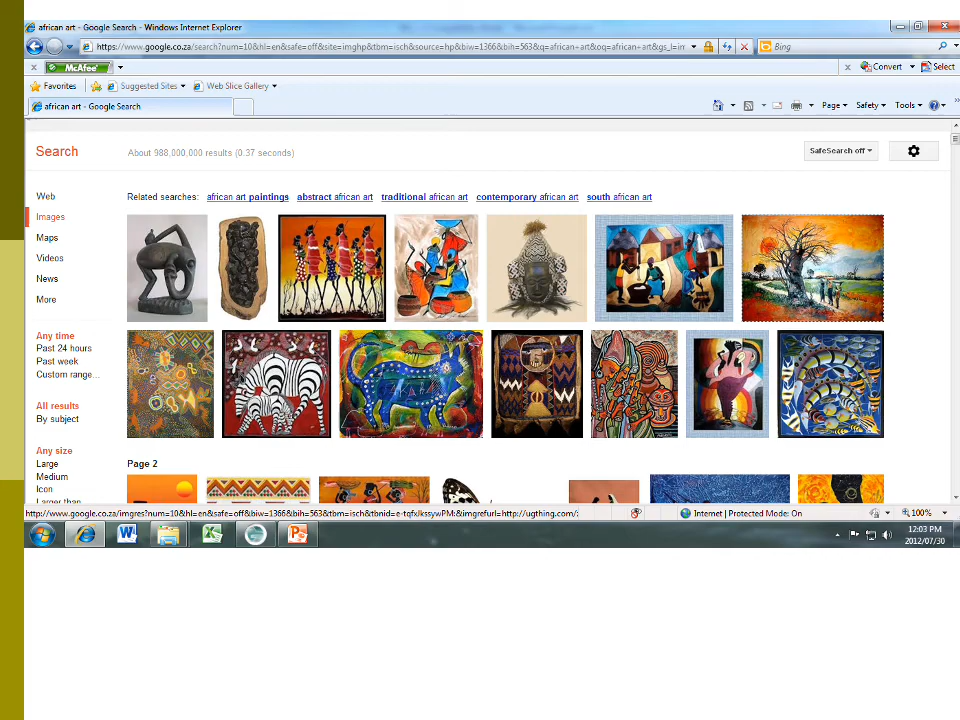 african art - Google Search - Windows Internet Explorer
https://www.google.co.za/search?num=10&hl=en&safe=off&site=imghp&tbm=isch&source=hp&biw=1366&bih=563&q=african+art&oq=african+art&gs_l=im
Bing
x McAfee Convert Select
Favorites Suggested Sites Web Slice Gallery
african art - Google Search
Page Safety Tools
Search About 988,000,000 results (0.37 seconds) SafeSearch off
Web
Related searches: african art paintings abstract african art traditional african art contemporary african art south african art
Images
Maps
Videos
News
More
Any time
Past 24 hours
Past week
Custom range...
All results
By subject
Any size
Large
Medium
Icon
Larger than
Page 2
http://www.google.co.za/imgres?num=10&hl=en&safe=off&biw=1366&bih=563&tbm=isch&tbnid=e-tqfxJkssywPM:&imgrefurl=http://ugthing.com/
Internet | Protected Mode: On
100%
12:03 PM
2012/07/30